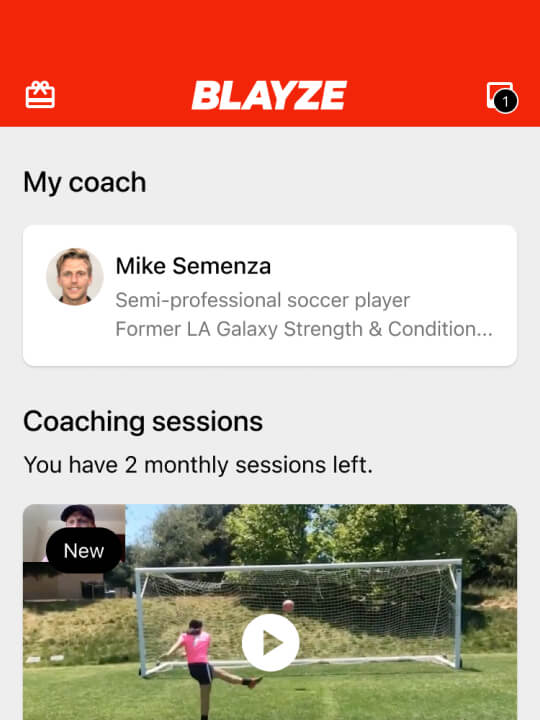 BLAYZE
1
My coach
Mike Semenza
Semi-professional soccer player
Former LA Galaxy Strength & Condition...
Coaching sessions
You have 2 monthly sessions left.
New